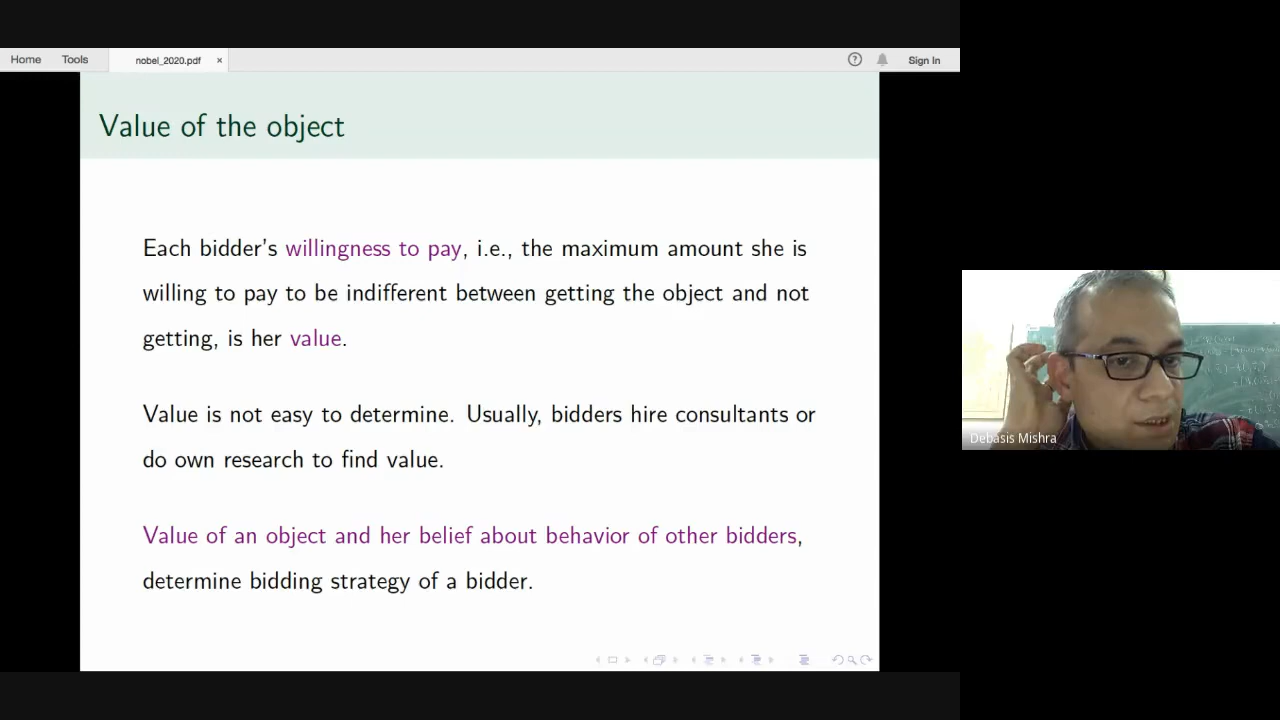 Home Tools nobel_2020.pdf × Sign In
Value of the object
Each bidder's willingness to pay, i.e., the maximum amount she is
willing to pay to be indifferent between getting the object and not
getting, is her value.
Value is not easy to determine. Usually, bidders hire consultants or
do own research to find value.
Value of an object and her belief about behavior of other bidders,
determine bidding strategy of a bidder.
Debasis Mishra